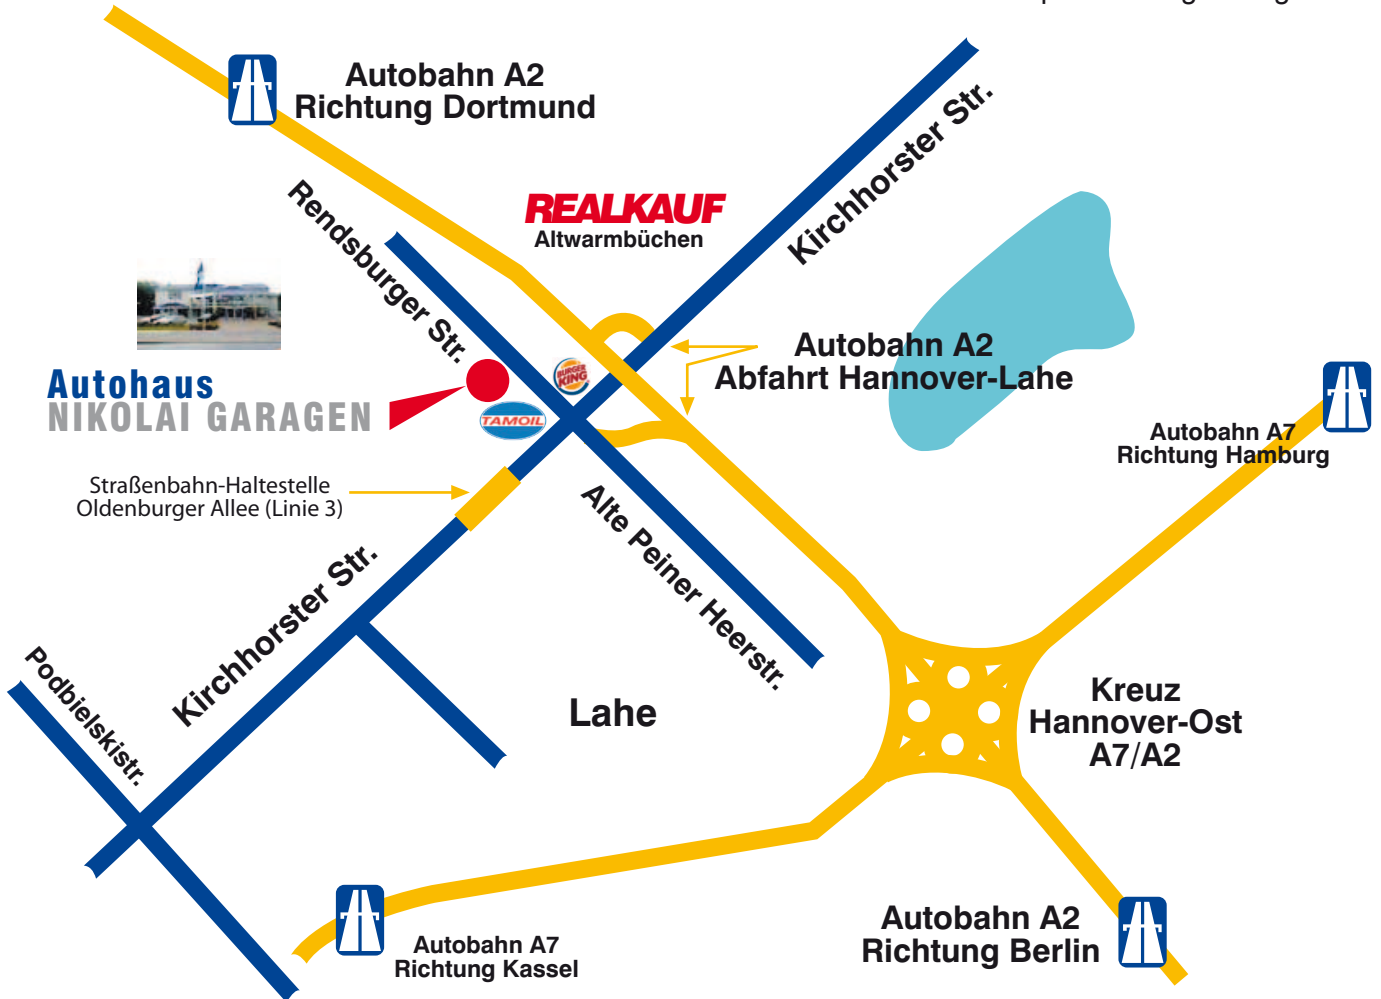 Autobahn A2
Richtung Dortmund
Kirchhorster Str.
Rendsburger Str.
REALKAUF
Altwarmbüchen
Autobahn A2
Abfahrt Hannover-Lahe
BURGER
KING
TAMOIL
Autohaus
NIKOLAI GARAGEN
Autobahn A7
Richtung Hamburg
Straßenbahn-Haltestelle
Oldenburger Allee (Linie 3)
Alte Peiner Heerstr.
Kirchhorster Str.
Podbielskistr.
Lahe
Kreuz
Hannover-Ost
A7/A2
Autobahn A7
Richtung Kassel
Autobahn A2
Richtung Berlin